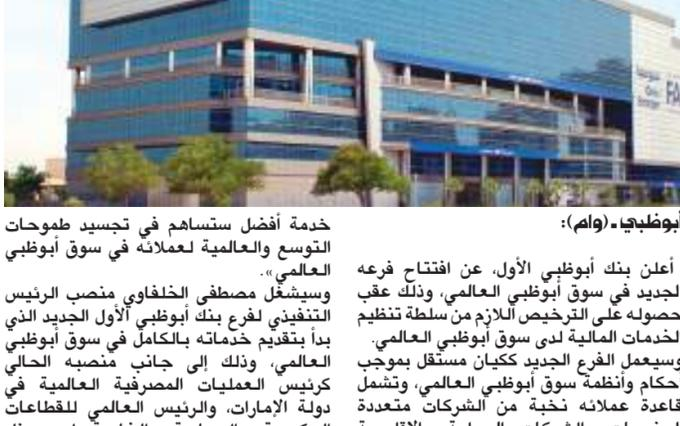 FA
أبوظبي ـ (وام):
أعلن بنك أبوظبي الأول، عن افتتاح فرعه
الجديد في سوق أبوظبي العالمي، وذلك عقب
حصوله على الترخيص اللازم من سلطة تنظيم
الخدمات المالية لدى سوق أبوظبي العالمي.
وسيعمل الفرع الجديد ككيان مستقل بموجب
أحكام وأنظمة سوق أبوظبي العالمي، وتشمل
قاعدة عملائه نخبة من الشركات متعددة
خدمة أفضل ستساهم في تجسيد طموحات
التوسع والعالمية لعملائه في سوق أبوظبي
العالمي».
وسيشغل مصطفى الخلفاوي منصب الرئيس
التنفيذي لفرع بنك أبوظبي الأول الجديد الذي
بدأ بتقديم خدماته بالكامل في سوق أبوظبي
العالمي، وذلك إلى جانب منصبه الحالي
كرئيس العمليات المصرفية العالمية في
دولة الإمارات، والرئيس العالمي للقطاعات